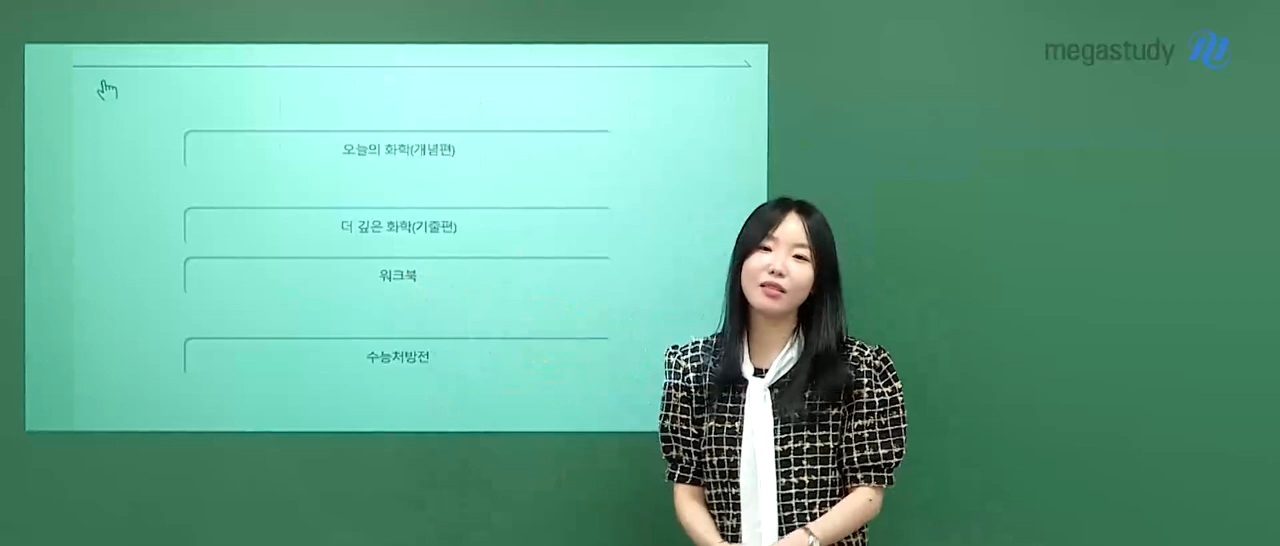 megastudy
오늘의 화학(개념편)
더 깊은 화학(기출편)
워크북
수능처방전